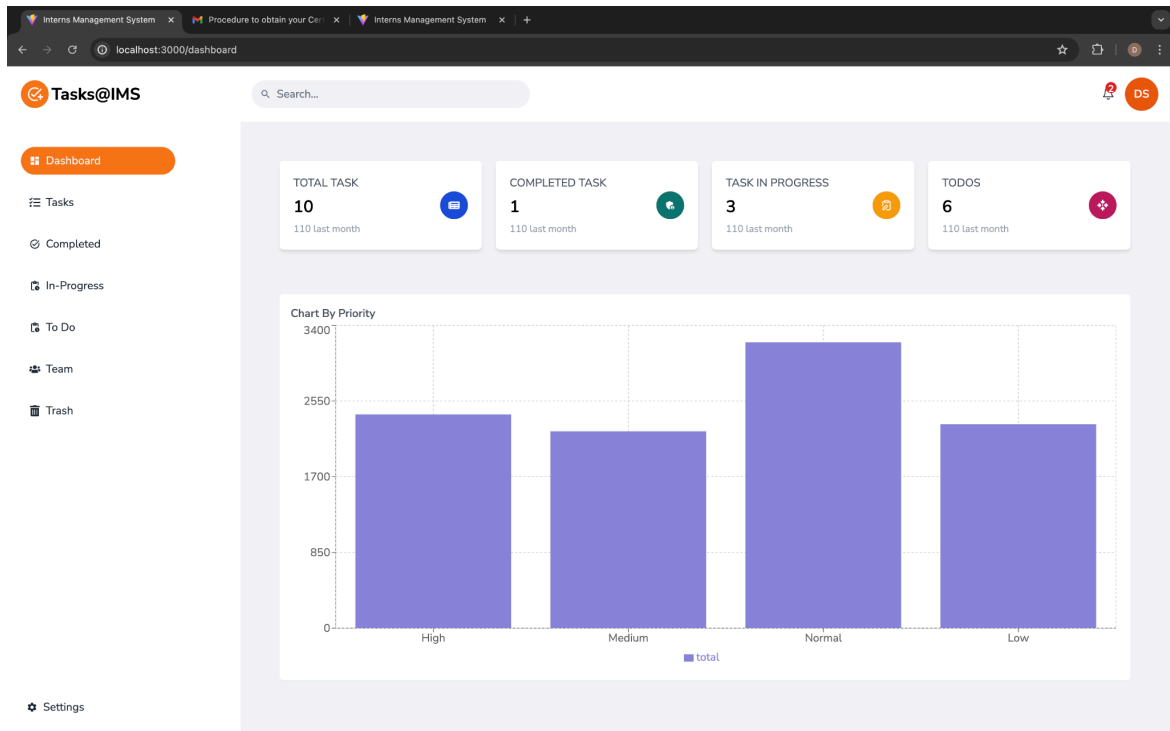 Interns Management System
Procedure to obtain your Cer
Interns Management System
localhost:3000/dashboard
D
Tasks@IMS
Search...
2
DS
Dashboard
Tasks
Completed
In-Progress
To Do
Team
Trash
Settings
TOTAL TASK
10
110 last month
COMPLETED TASK
1
110 last month
TASK IN PROGRESS
3
110 last month
TODOS
6
110 last month
Chart By Priority
3400
2550
1700
850
0
High Medium Normal Low
total